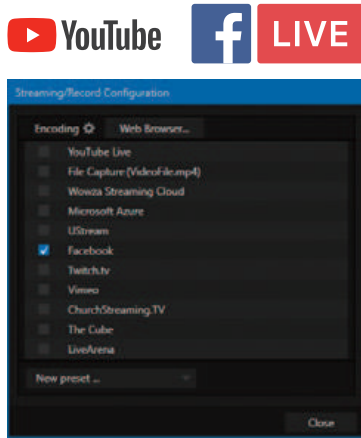 YouTube f LIVE
Streaming/Record Configuration
Encoding Web Browser...
YouTube Live
File Capture (VideoFile.mp4)
Wowza Streaming Cloud
Microsoft Azure
UStream
Facebook
Twitch.tv
Vimeo
ChurchStreaming.TV
The Cube
LiveArena
New preset ...
Close